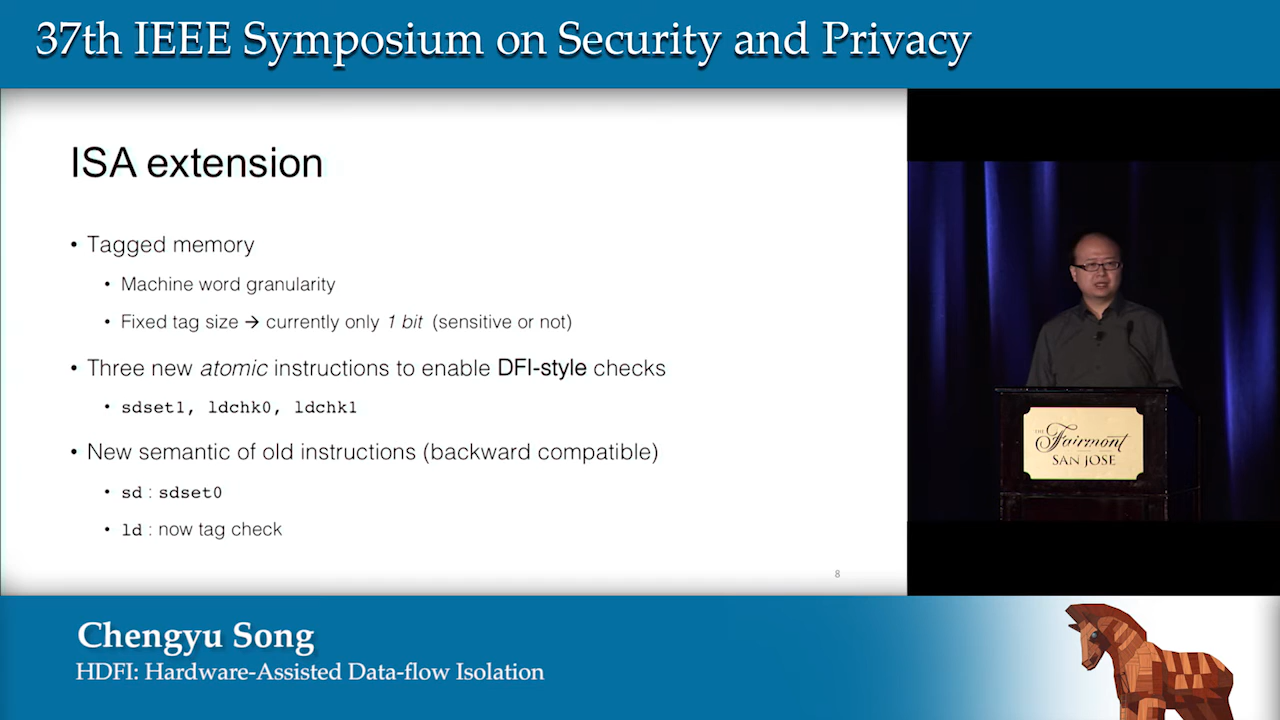 37th IEEE Symposium on Security and Privacy
ISA extension
• Tagged memory
• Machine word granularity
• Fixed tag size → currently only 1 bit (sensitive or not)
• Three new atomic instructions to enable DFI-style checks
• sdset1, ldchk0, ldchk1
• New semantic of old instructions (backward compatible)
• sd : sdset0
• ld : now tag check
8
THE
Fairmont
SAN JOSE
Chengyu Song
HDFI: Hardware-Assisted Data-flow Isolation